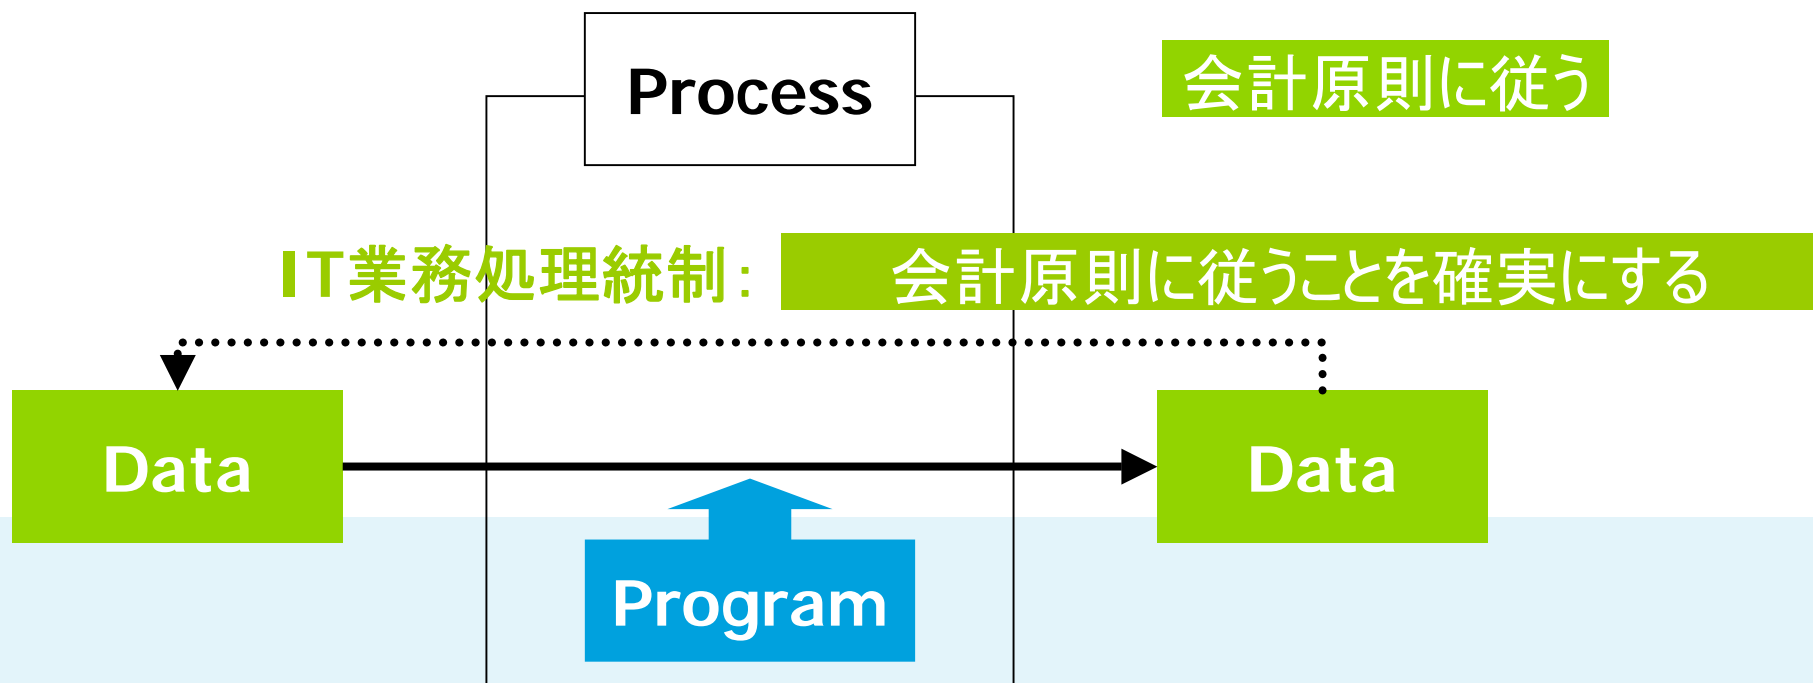 Process
会計原則に従う
IT業務処理統制：
会計原則に従うことを確実にする
Data
Data
Program